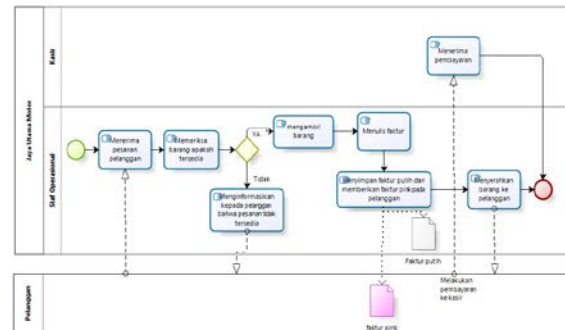 Jaya Utama Motor
Kasir
Staf Operasional
Menerima
pembayaran
Menerima
pesanan
pelanggan
Memeriksa
barang apakah
tersedia
Ya
mengambil
barang
Menulis faktur
Tidak
Menginformasikan
kepada pelanggan
bahwa pesanan tidak
tersedia
Menyimpan faktur putih dan
memberikan faktur pink pada
pelanggan
Menyerahkan
barang ke
pelanggan
Faktur putih
Melakukan
pembayaran
ke kasir
Pelanggan
faktur pink